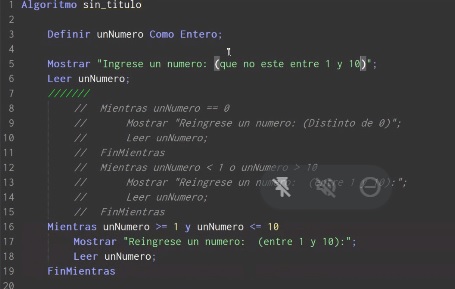 1 Algoritmo sin_titulo
2
3 Definir unNumero Como Entero;
4
5 Mostrar "Ingrese un numero: (que no este entre 1 y 10)";
6 Leer unNumero;
7 ///////
8 // Mientras unNumero == 0
9 // Mostrar "Reingrese un numero: (Distinto de 0)";
10 // Leer unNumero;
11 // FinMientras
12 // Mientras unNumero < 1 o unNumero > 10
13 // Mostrar "Reingrese un numero: (entre 1 y 10):";
14 // Leer unNumero;
15 // FinMientras
16 Mientras unNumero >= 1 y unNumero <= 10
17 Mostrar "Reingrese un numero: (entre 1 y 10):";
18 Leer unNumero;
19 FinMientras
20